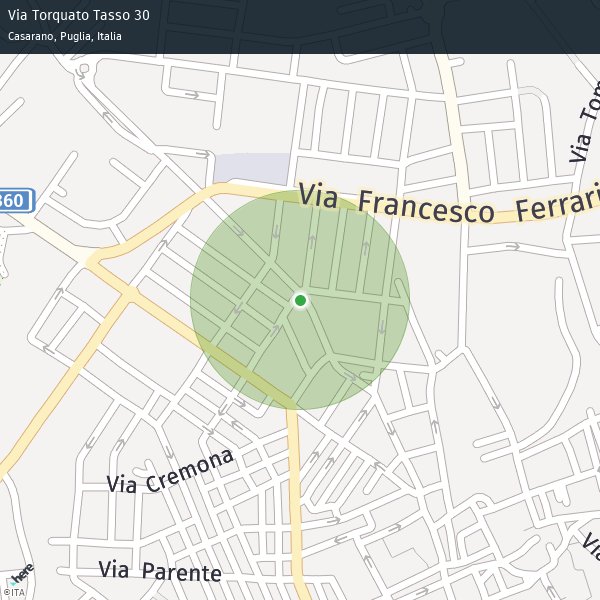 Via Torquato Tasso 30
Casarano, Puglia, Italia
Via Tom
Via Francesco Ferrari
360
Via Cremona
Via Parente
Via
here
©ITA